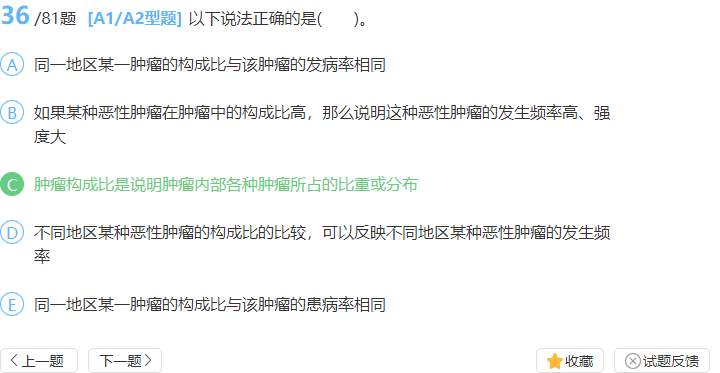 36/81题 [A1/A2型题] 以下说法正确的是( )。
A 同一地区某一肿瘤的构成比与该肿瘤的发病率相同
B 如果某种恶性肿瘤在肿瘤中的构成比高，那么说明这种恶性肿瘤的发生频率高、强
度大
C 肿瘤构成比是说明肿瘤内部各种肿瘤所占的比重或分布
D 不同地区某种恶性肿瘤的构成比的比较，可以反映不同地区某种恶性肿瘤的发生频
率
E 同一地区某一肿瘤的构成比与该肿瘤的患病率相同
上一题 下一题 收藏 试题反馈